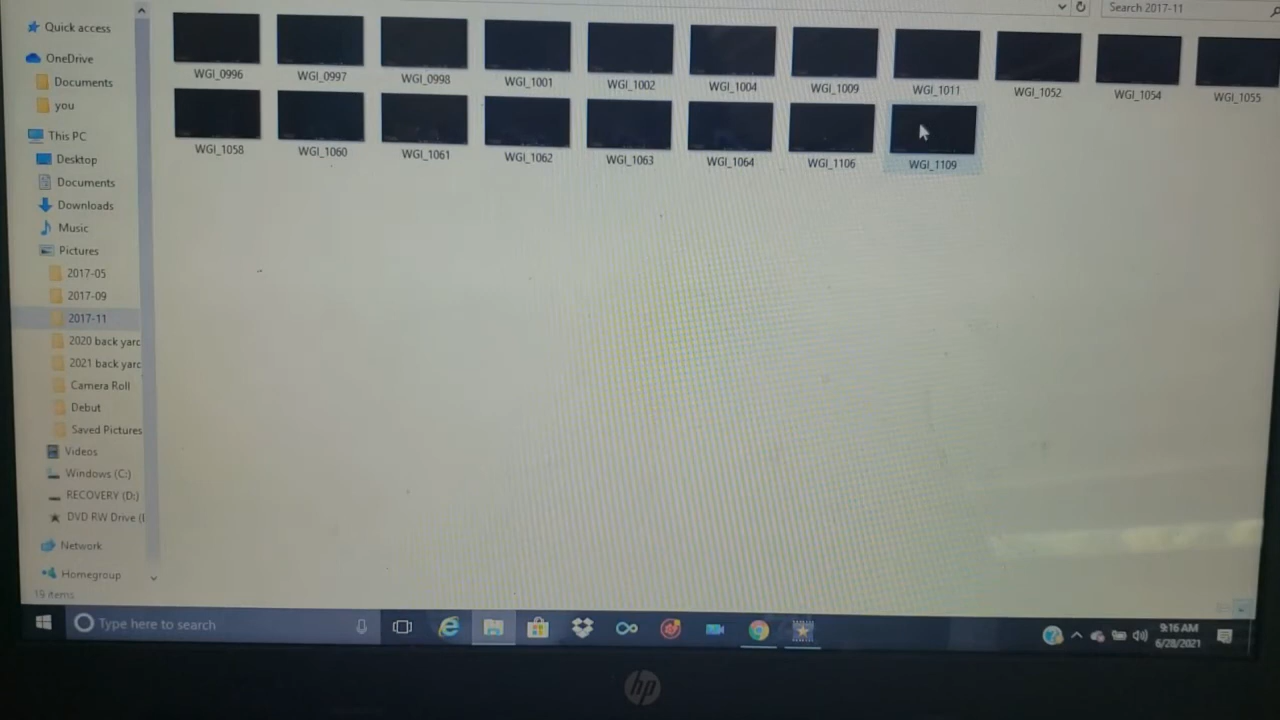 Search 2017-11
Quick access
OneDrive
Documents
you
This PC
Desktop
Documents
Downloads
Music
Pictures
2017-05
2017-09
2017-11
2020 back yarc
2021 back yarc
Camera Roll
Debut
Saved Pictures
Videos
Windows (C:)
RECOVERY (D:)
DVD RW Drive (
Network
Homegroup
19 items
WGI_0996 WGI_0997 WGI_0998 WGI_1001 WGI_1002 WGI_1004 WGI_1009 WGI_1011 WGI_1052 WGI_1054 WGI_1055
WGI_1058 WGI_1060 WGI_1061 WGI_1062 WGI_1063 WGI_1064 WGI_1106 WGI_1109
Type here to search
9:16 AM
6/28/2021
hp